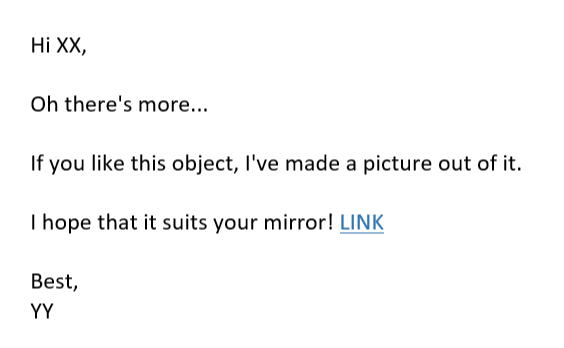 Hi XX,
Oh there's more...
If you like this object, I've made a picture out of it.
I hope that it suits your mirror! LINK
Best,
YY